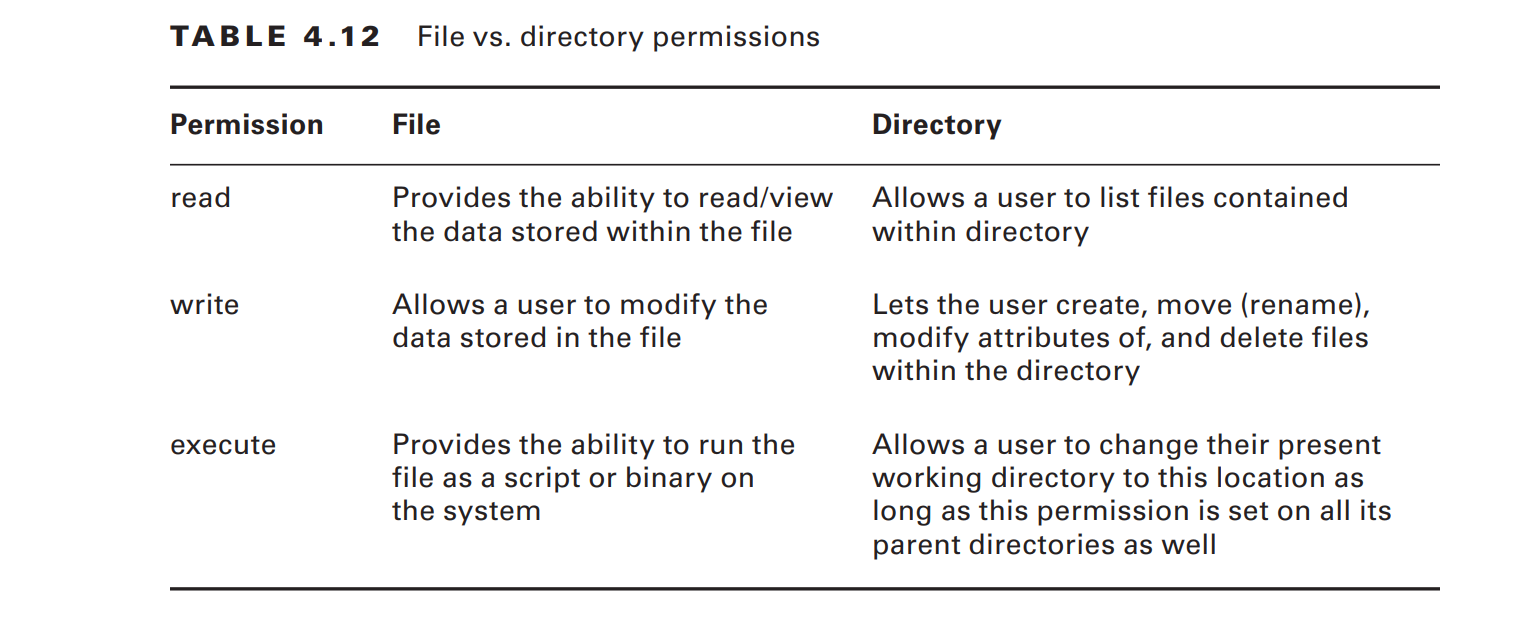 TABLE 4.12 File vs. directory permissions
Permission File Directory
read Provides the ability to read/view Allows a user to list files contained
the data stored within the file within directory
write Allows a user to modify the Lets the user create, move (rename),
data stored in the file modify attributes of, and delete files
within the directory
execute Provides the ability to run the Allows a user to change their present
file as a script or binary on working directory to this location as
the system long as this permission is set on all its
parent directories as well